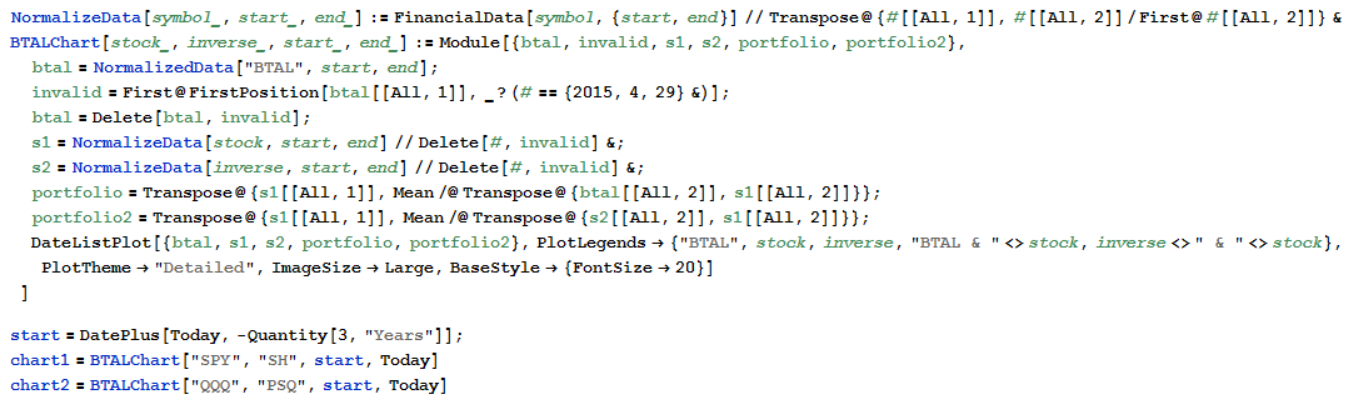 NormalizeData[symbol_, start_, end_] := FinancialData[symbol, {start, end}] // Transpose@{#[[All, 1]], #[[All, 2]] / First@#[[All, 2]]} &
BTALChart[stock_, inverse_, start_, end_] := Module[{btal, invalid, s1, s2, portfolio, portfolio2},
btal = NormalizedData["BTAL", start, end];
invalid = First@FirstPosition[btal[[All, 1]], _?(# == {2015, 4, 29} &)];
btal = Delete[btal, invalid];
s1 = NormalizeData[stock, start, end] // Delete[#, invalid] &;
s2 = NormalizeData[inverse, start, end] // Delete[#, invalid] &;
portfolio = Transpose@{s1[[All, 1]], Mean /@ Transpose@{btal[[All, 2]], s1[[All, 2]]}};
portfolio2 = Transpose@{s1[[All, 1]], Mean /@ Transpose@{s2[[All, 2]], s1[[All, 2]]}};
DateListPlot[{btal, s1, s2, portfolio, portfolio2}, PlotLegends → {"BTAL", stock, inverse, "BTAL & " <> stock, inverse <> " & " <> stock},
PlotTheme → "Detailed", ImageSize → Large, BaseStyle → {FontSize → 20}]
]
start = DatePlus[Today, -Quantity[3, "Years"]];
chart1 = BTALChart["SPY", "SH", start, Today]
chart2 = BTALChart["QQQ", "PSQ", start, Today]